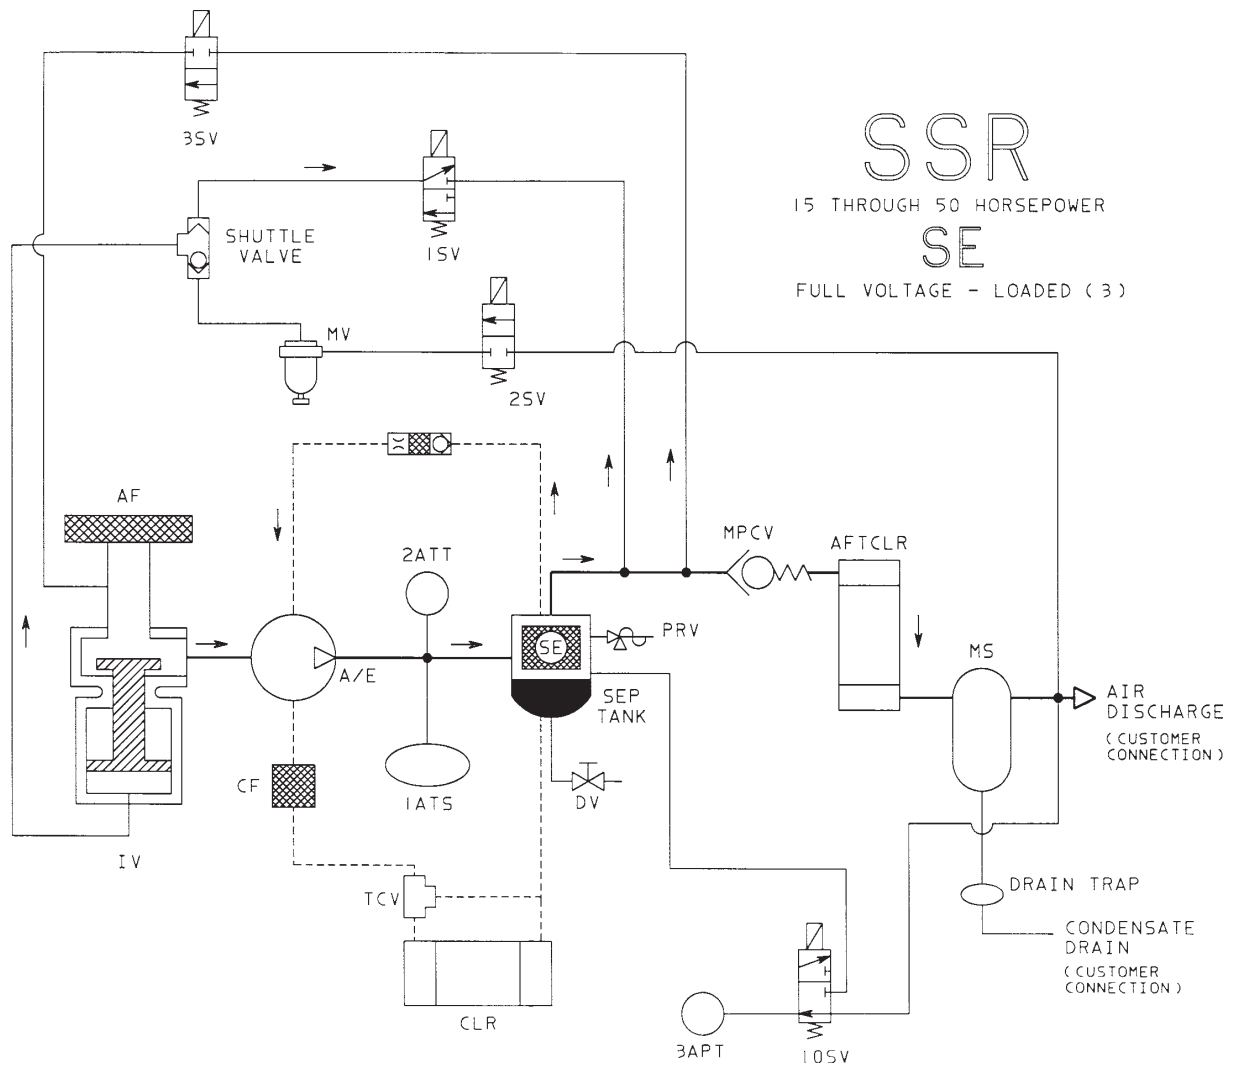 3SV
SSR
15 THROUGH 50 HORSEPOWER
SE
FULL VOLTAGE - LOADED (3)
SHUTTLE
VALVE
1SV
MV
2SV
AF
2ATT
MPCV
AFTCLR
SE
PRV
A/E
SEP
TANK
MS
AIR
DISCHARGE
(CUSTOMER
CONNECTION)
CF
1ATS
DV
IV
TCV
DRAIN TRAP
CONDENSATE
DRAIN
(CUSTOMER
CONNECTION)
CLR
3APT
10SV